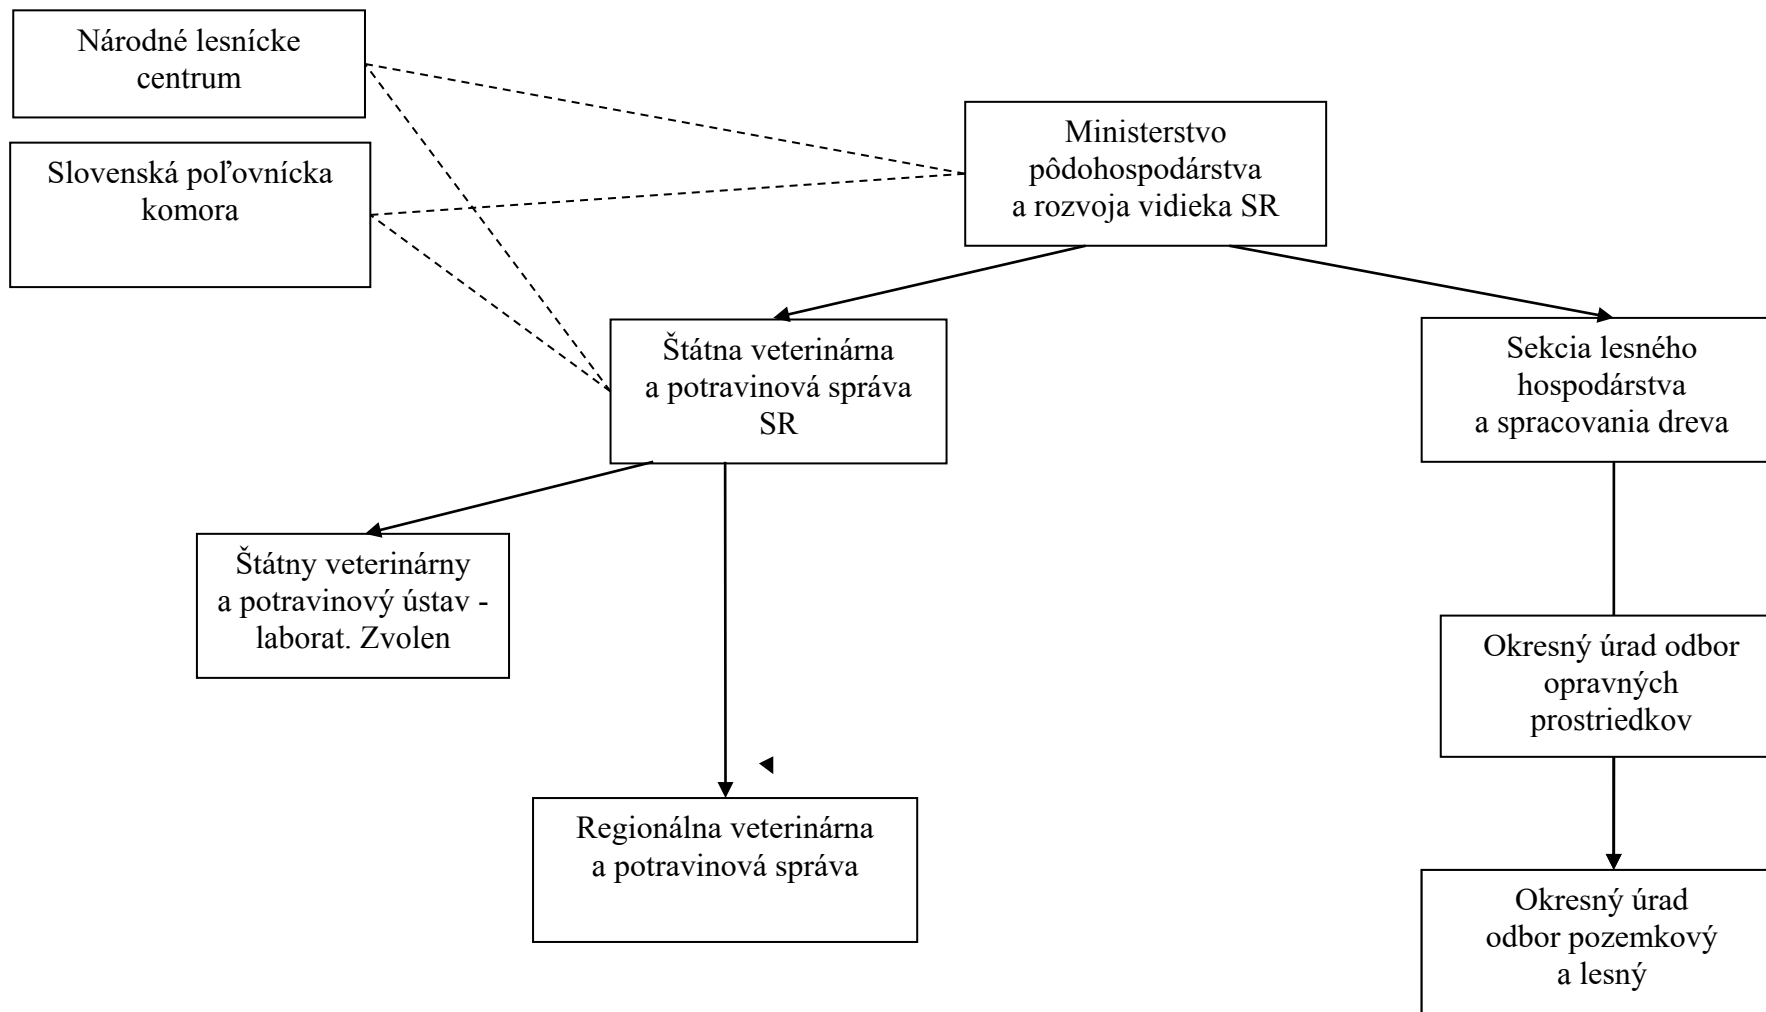 Národné lesnícke
centrum
Slovenská poľovnícka
komora
Ministerstvo
pôdohospodárstva
a rozvoja vidieka SR
Štátna veterinárna
a potravinová správa
SR
Sekcia lesného
hospodárstva
a spracovania dreva
Štátny veterinárny
a potravinový ústav -
laborat. Zvolen
Okresný úrad odbor
opravných
prostriedkov
Regionálna veterinárna
a potravinová správa
Okresný úrad
odbor pozemkový
a lesný